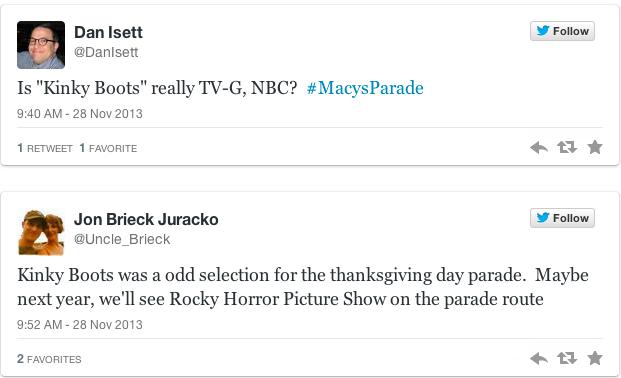 Dan Isett
Follow
@DanIsett
Is "Kinky Boots" really TV-G, NBC? #MacysParade
9:40 AM - 28 Nov 2013
1 RETWEET 1 FAVORITE
Jon Brieck Juracko
Follow
@Uncle_Brieck
Kinky Boots was a odd selection for the thanksgiving day parade. Maybe
next year, we'll see Rocky Horror Picture Show on the parade route
9:52 AM - 28 Nov 2013
2 FAVORITES